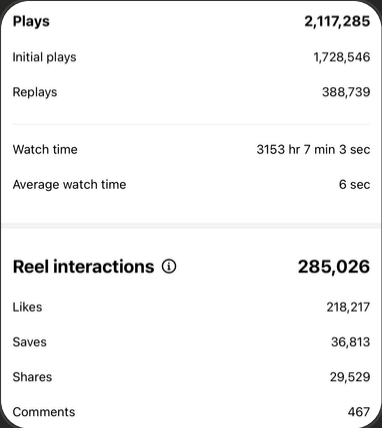 Plays 2,117,285
Initial plays 1,728,546
Replays 388,739
Watch time 3153 hr 7 min 3 sec
Average watch time 6 sec
Reel interactions 285,026
Likes 218,217
Saves 36,813
Shares 29,529
Comments 467